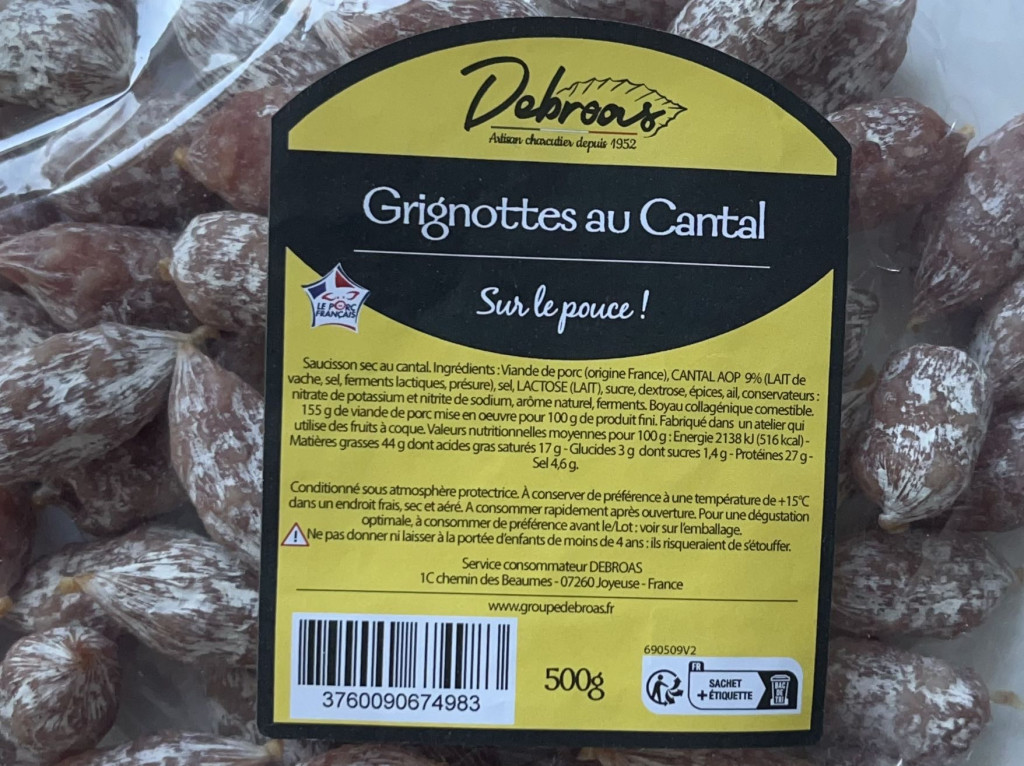 Debroas
Artisan charcutier depuis 1952
Grignottes au Cantal
Sur le pouce !
LE PORC
FRANÇAIS
Saucisson sec au cantal. Ingrédients : Viande de porc (origine France), CANTAL AOP 9% (LAIT de
vache, sel, ferments lactiques, présure), sel, LACTOSE (LAIT), sucre, dextrose, épices, ail, conservateurs :
nitrate de potassium et nitrite de sodium, arôme naturel, ferments. Boyau collagénique comestible.
155 g de viande de porc mise en oeuvre pour 100 g de produit fini. Fabriqué dans un atelier qui
utilise des fruits à coque. Valeurs nutritionnelles moyennes pour 100 g : Energie 2138 kJ (516 kcal) -
Matières grasses 44 g dont acides gras saturés 17 g - Glucides 3 g dont sucres 1,4 g - Protéines 27 g -
Sel 4,6 g.
Conditionné sous atmosphère protectrice. À conserver de préférence à une température de +15°C
dans un endroit frais, sec et aéré. A consommer rapidement après ouverture. Pour une dégustation
optimale, à consommer de préférence avant le/Lot : voir sur l'emballage.
Ne pas donner ni laisser à la portée d'enfants de moins de 4 ans : ils risqueraient de s'étouffer.
Service consommateur DEBROAS
1C chemin des Beaumes - 07260 Joyeuse - France
www.groupedebroas.fr
3760090674983
500g
690509V2
FR
SACHET
+ ÉTIQUETTE
BAC
DE
TRI